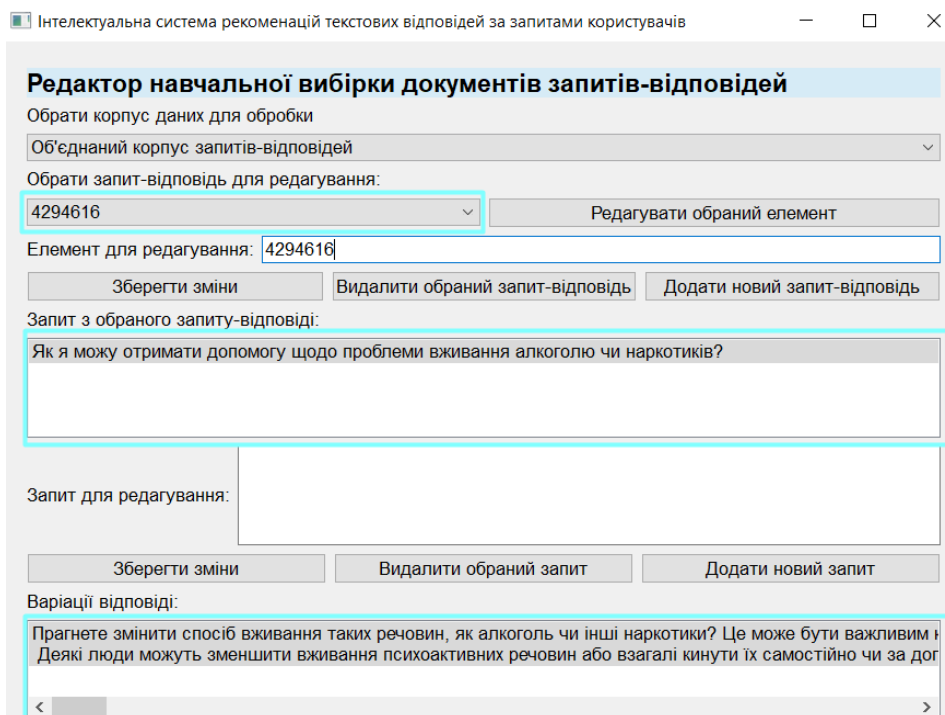 Інтелектуальна система рекоменацій текстових відповідей за запитами користувачів
Редактор навчальної вибірки документів запитів-відповідей
Обрати корпус даних для обробки
Об'єднаний корпус запитів-відповідей
Обрати запит-відповідь для редагування:
4294616
Редагувати обраний елемент
Елемент для редагування: 4294616
Зберегти зміни
Видалити обраний запит-відповідь
Додати новий запит-відповідь
Запит з обраного запиту-відповіді:
Як я можу отримати допомогу щодо проблеми вживання алкоголю чи наркотиків?
Запит для редагування:
Зберегти зміни
Видалити обраний запит
Додати новий запит
Варіації відповіді:
Прагнете змінити спосіб вживання таких речовин, як алкоголь чи інші наркотики? Це може бути важливим
Деякі люди можуть зменшити вживання психоактивних речовин або взагалі кинути їх самостійно чи за